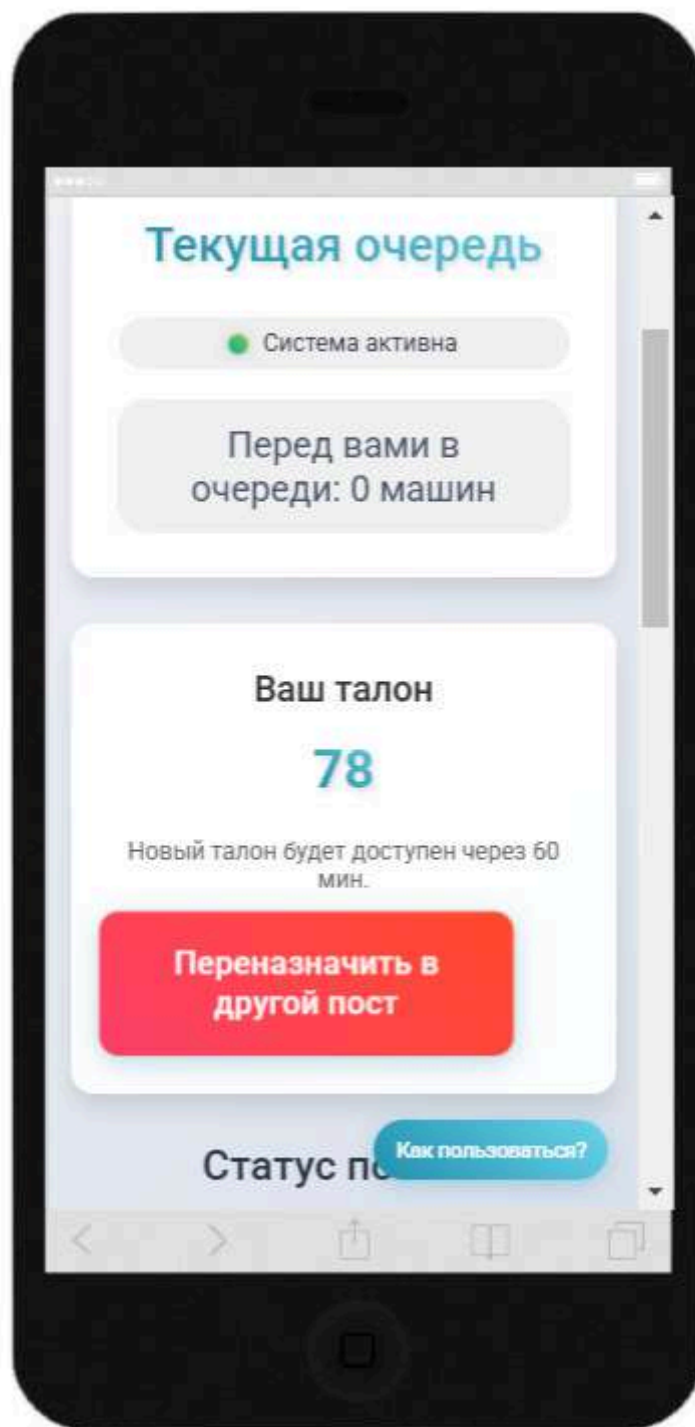 Текущая очередь
Система активна
Перед вами в
очереди: 0 машин
Ваш талон
78
Новый талон будет доступен через 60
мин.
Переназначить в
другой пост
Статус
Как пользоваться?